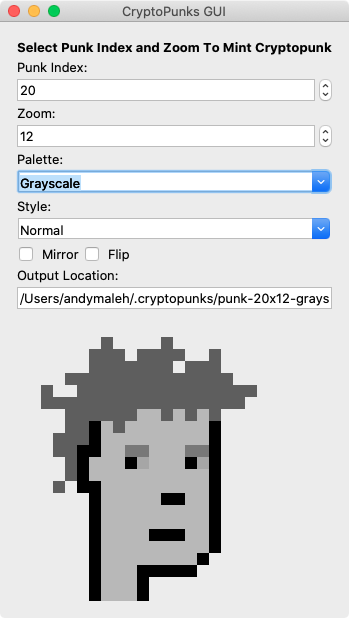 CryptoPunks GUI
Select Punk Index and Zoom To Mint Cryptopunk
Punk Index:
20
Zoom:
12
Palette:
Grayscale
Style:
Normal
Mirror Flip
Output Location:
/Users/andymaleh/.cryptopunks/punk-20x12-grays